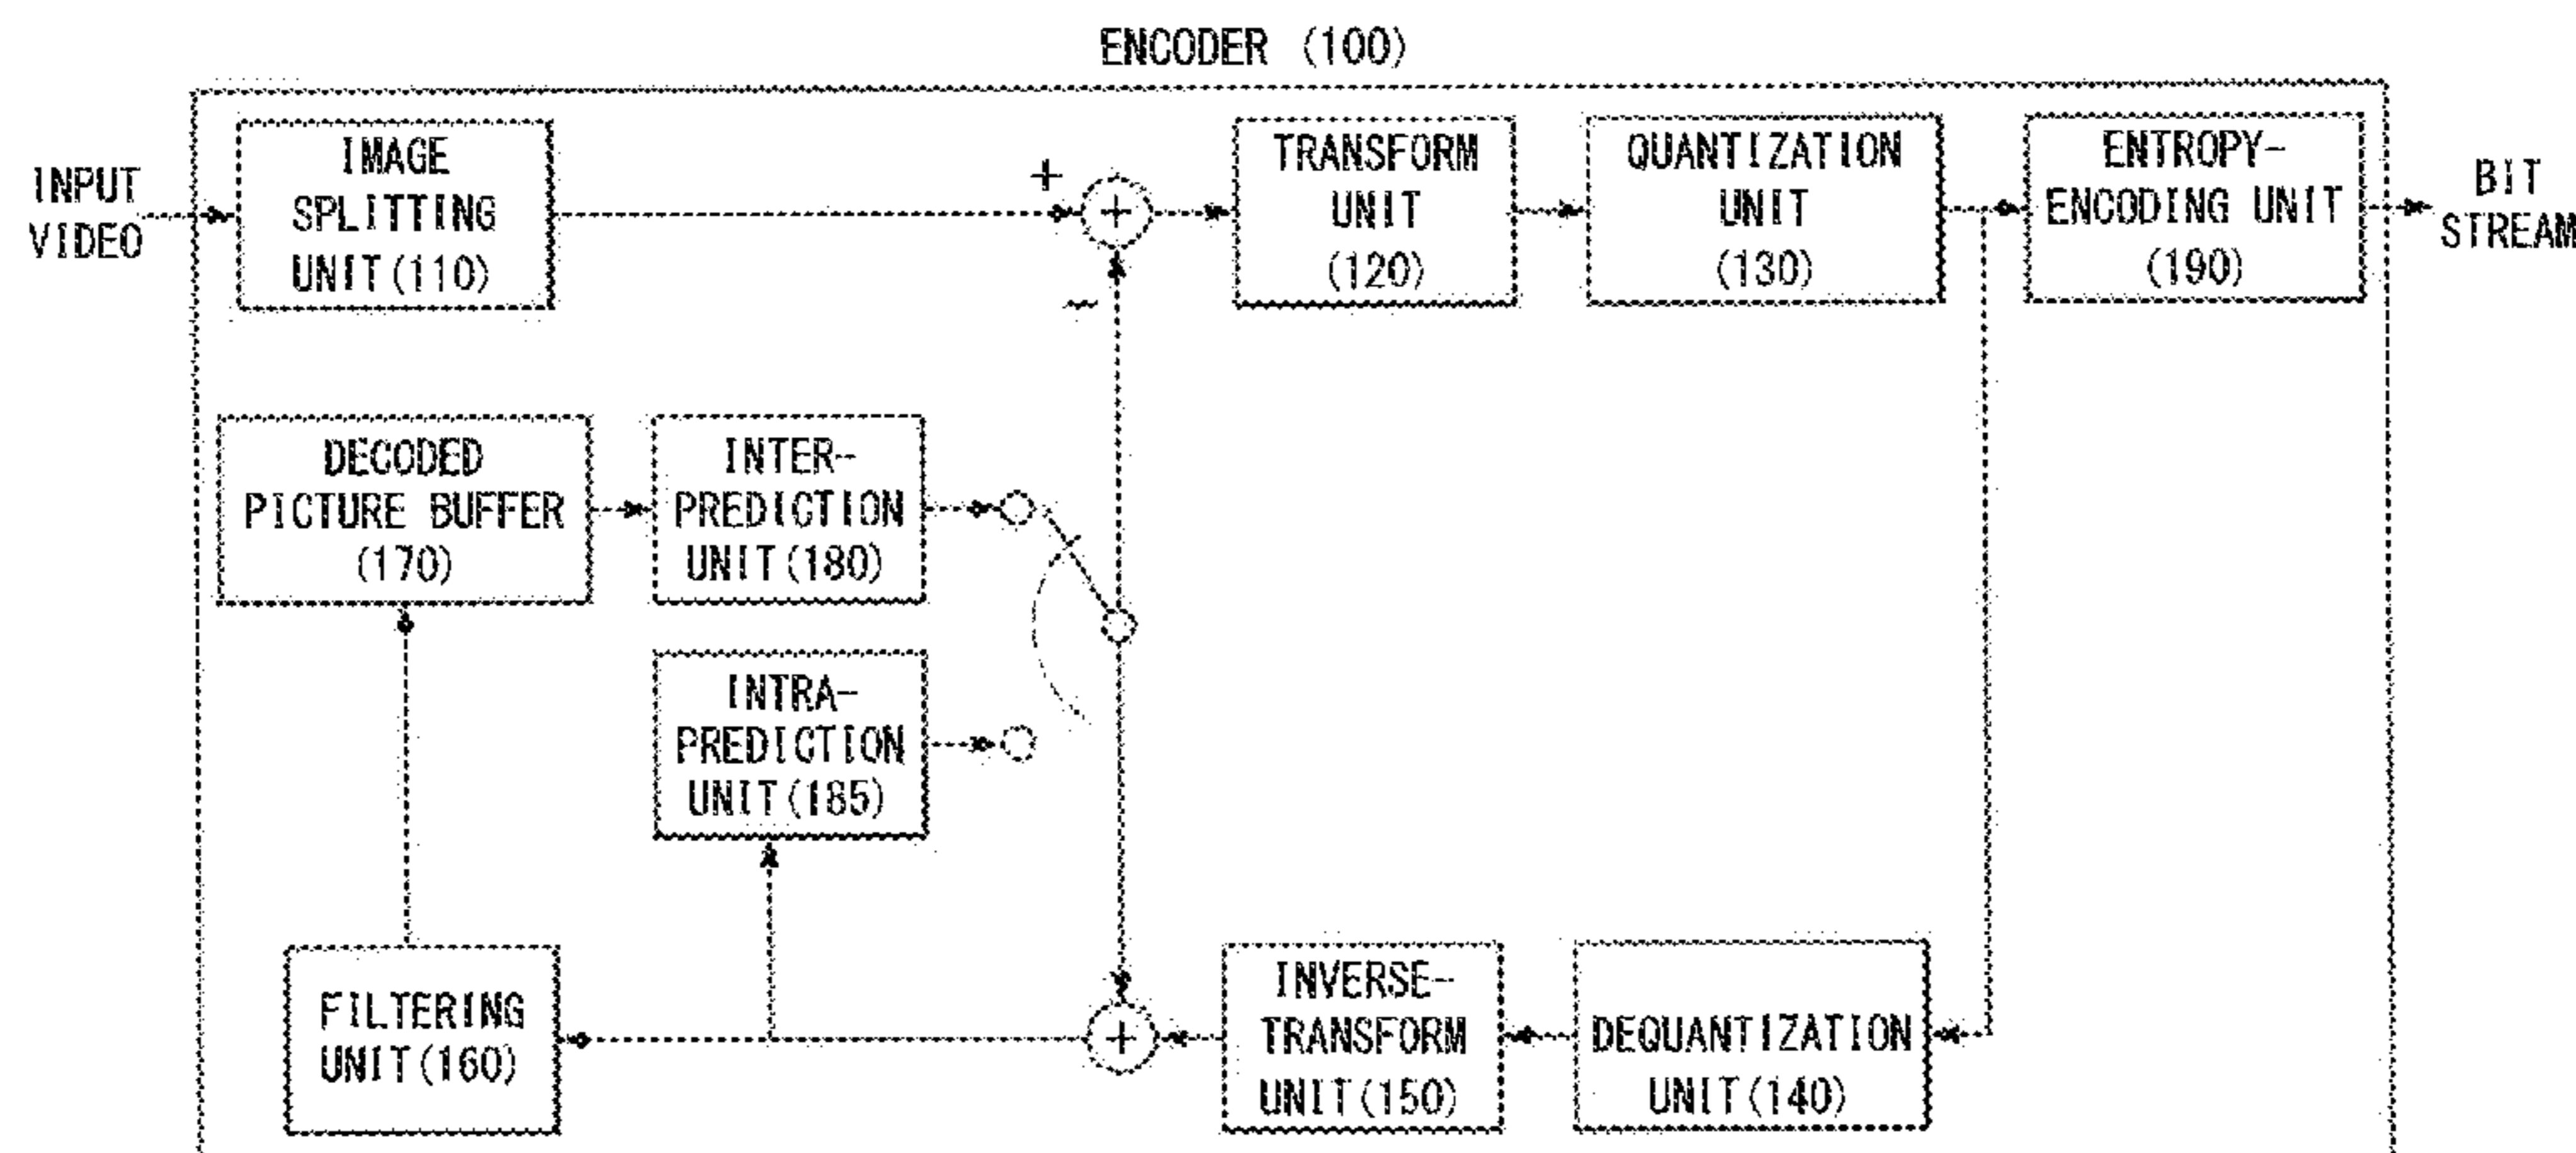 ENCODER (100)
INPUT
VIDEO
IMAGE
SPLITTING
UNIT(110)
+
+
-
TRANSFORM
UNIT
(120)
QUANTIZATION
UNIT
(130)
ENTROPY-
ENCODING UNIT
(190)
BIT
STREAM
DECODED
PICTURE BUFFER
(170)
INTER-
PREDICTION
UNIT(180)
INTRA-
PREDICTION
UNIT(185)
FILTERING
UNIT(160)
+
INVERSE-
TRANSFORM
UNIT(150)
DEQUANTIZATION
UNIT(140)